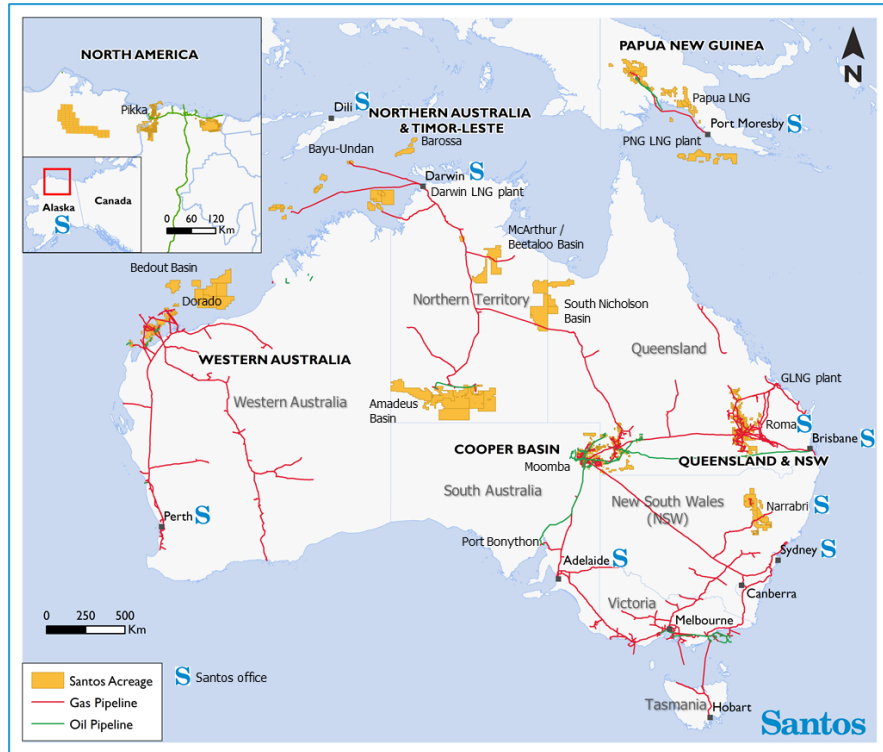 NORTH AMERICA
Pikka
Alaska
S
Canada
0 60 120
Km
PAPUA NEW GUINEA
N
Papua LNG
Port Moresby S
PNG LNG plant
Dili S
NORTHERN AUSTRALIA
& TIMOR-LESTE
Bayu-Undan
Barossa
Darwin S
Darwin LNG plant
McArthur /
Beetaloo Basin
Bedout Basin
Dorado
Northern Territory
South Nicholson
Basin
WESTERN AUSTRALIA
Queensland
Western Australia
Amadeus
Basin
GLNG plant
Roma S
Brisbane S
COOPER BASIN
Moomba
QUEENSLAND & NSW
South Australia
New South Wales
(NSW)
Narrabri S
Perth S
Port Bonython
Sydney S
Adelaide S
Canberra
Victoria
Melbourne
0 250 500
Km
Tasmania
Hobart
Santos Acreage
Gas Pipeline
Oil Pipeline
S Santos office
Santos